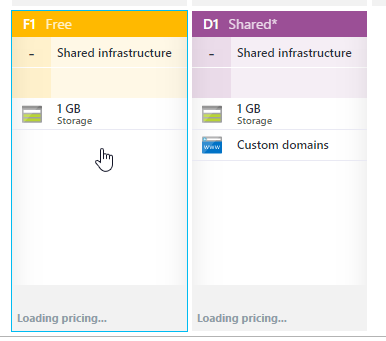 F1 Free
- Shared infrastructure
1 GB
Storage
Loading pricing...
D1 Shared*
- Shared infrastructure
1 GB
Storage
www Custom domains
Loading pricing...